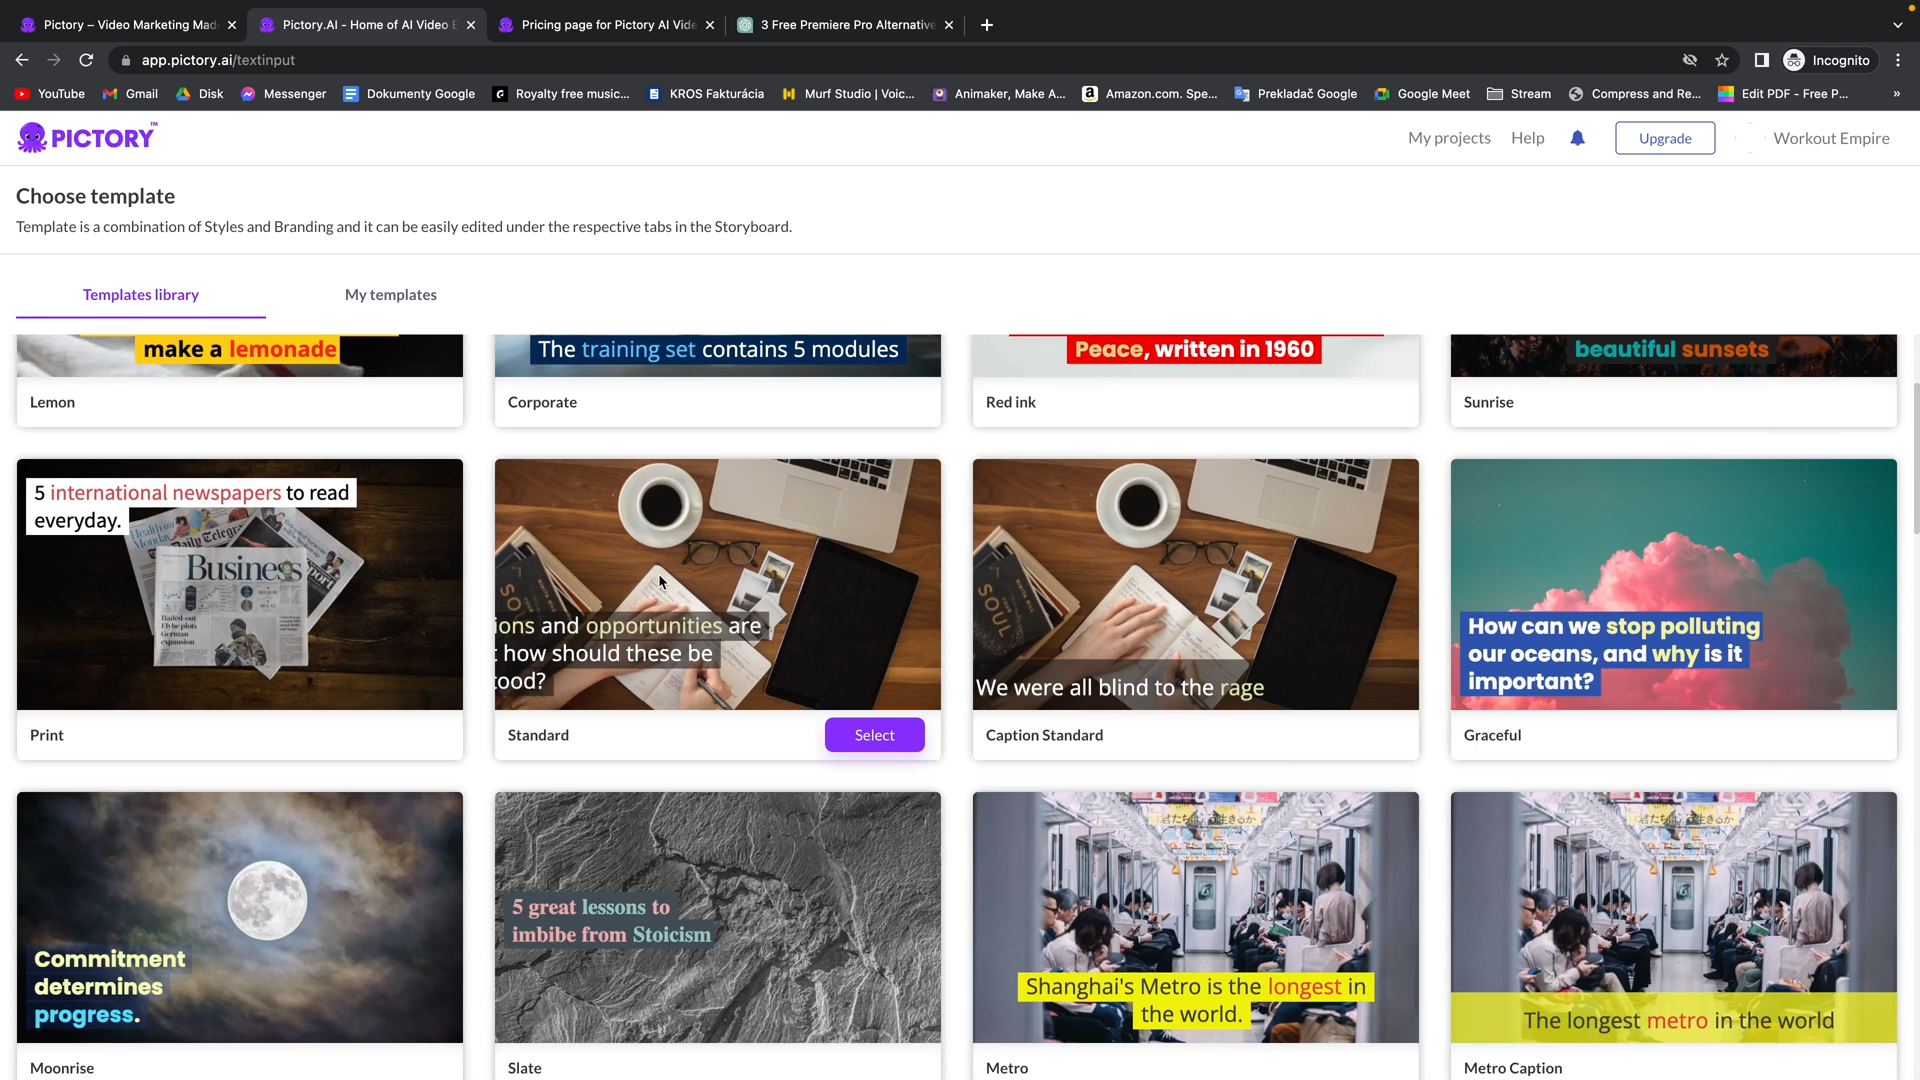 Pictory – Video Marketing Mad
Pictory.AI - Home of AI Video E
Pricing page for Pictory AI Vide
3 Free Premiere Pro Alternative
app.pictory.ai/textinput
Incognito
YouTube
Gmail
Disk
Messenger
Dokumenty Google
Royalty free music...
KROS Fakturácia
Murf Studio | Voic...
Animaker, Make A...
Amazon.com. Spe...
Prekladač Google
Google Meet
Stream
Compress and Re...
Edit PDF - Free P...
»
PICTORY™
My projects
Help
Upgrade
Workout Empire
Choose template
Template is a combination of Styles and Branding and it can be easily edited under the respective tabs in the Storyboard.
Templates library
My templates
make a lemonade
The training set contains 5 modules
Peace, written in 1960
beautiful sunsets
Lemon
Corporate
Red ink
Sunrise
5 international newspapers to read
everyday.
Business
ions and opportunities are
t how should these be
tood?
SOUL
We were all blind to the rage
How can we stop polluting
our oceans, and why is it
important?
Print
Standard
Select
Caption Standard
Graceful
Commitment
determines
progress.
5 great lessons to
imbibe from Stoicism
Shanghai's Metro is the longest in
the world.
The longest metro in the world
Moonrise
Slate
Metro
Metro Caption